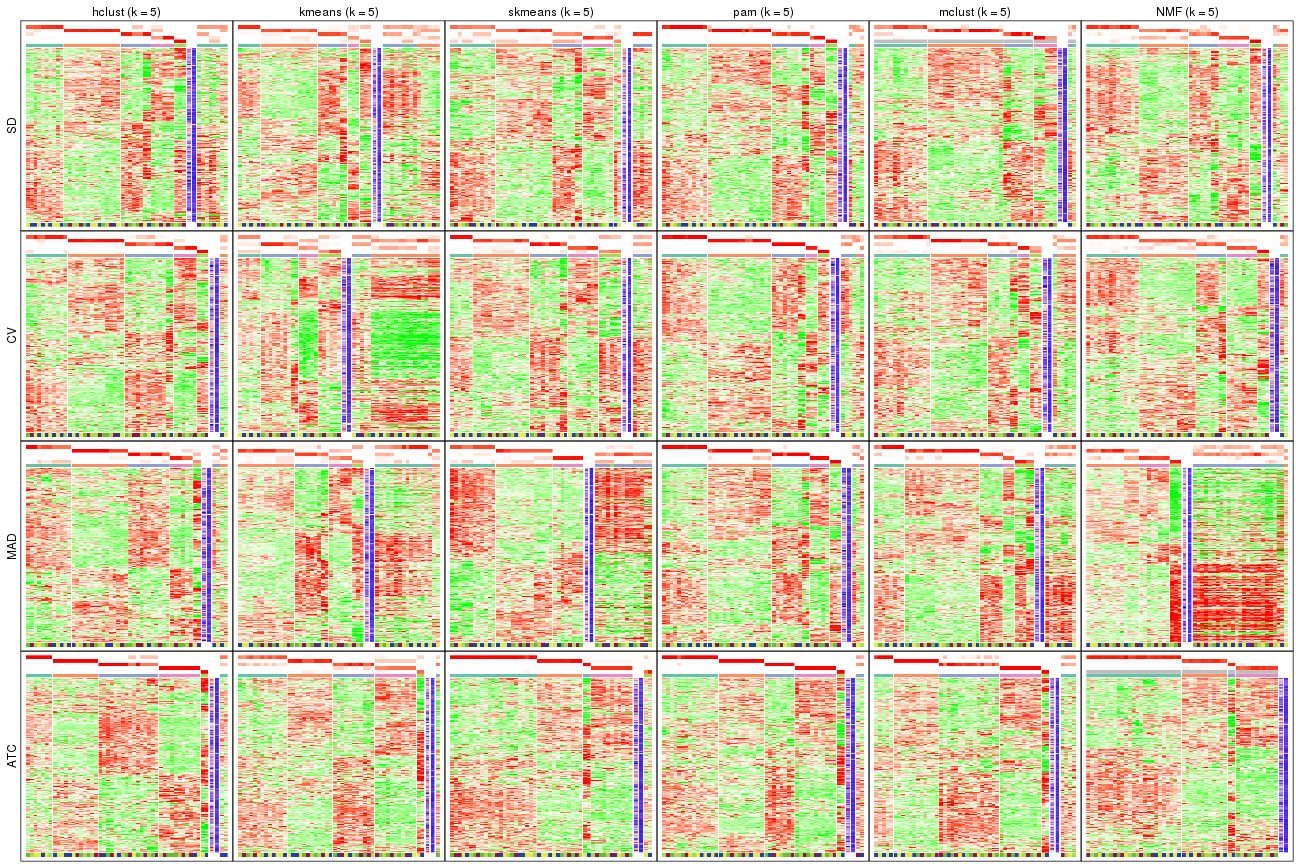 hclust (k = 5) kmeans (k = 5) skmeans (k = 5) pam (k = 5) mclust (k = 5) NMF (k = 5)
SD
CV
MAD
ATC